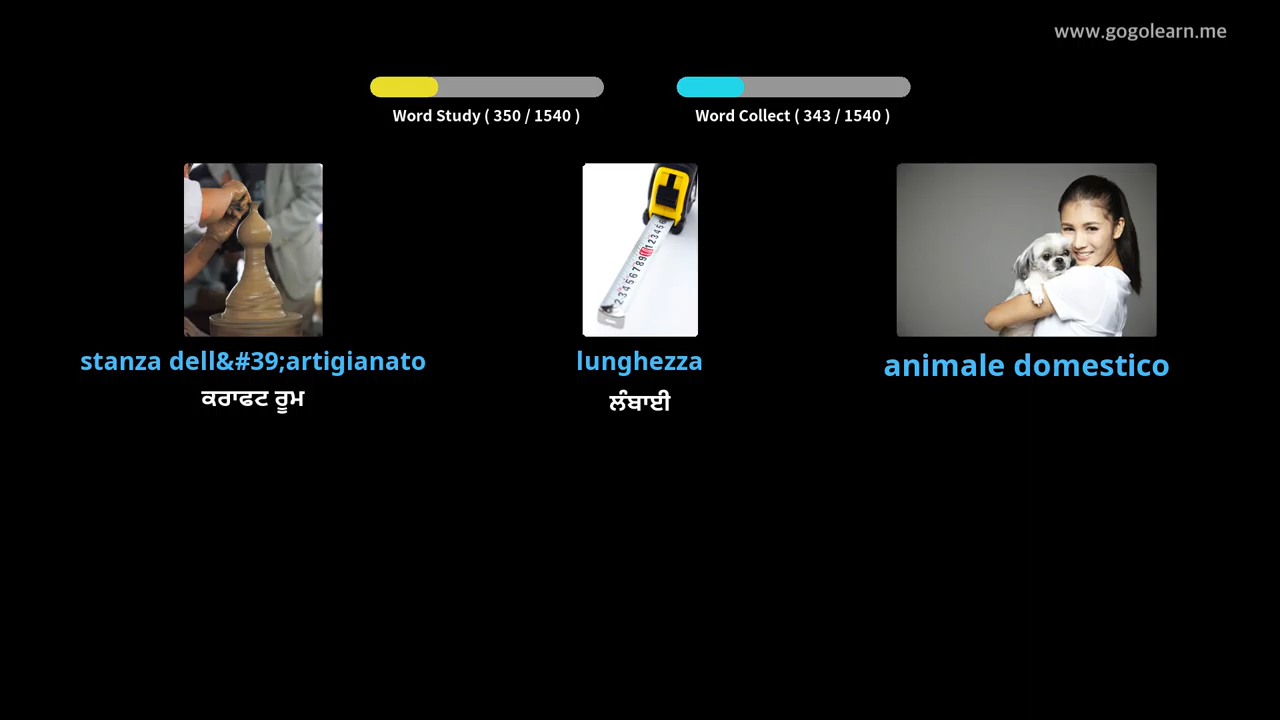 www.gogolearn.me
Word Study ( 350 / 1540 )
Word Collect ( 343 / 1540 )
stanza dell&#39;artigianato
ਕਰਾਫਟ ਰੂਮ
lunghezza
ਲੰਬਾਈ
animale domestico